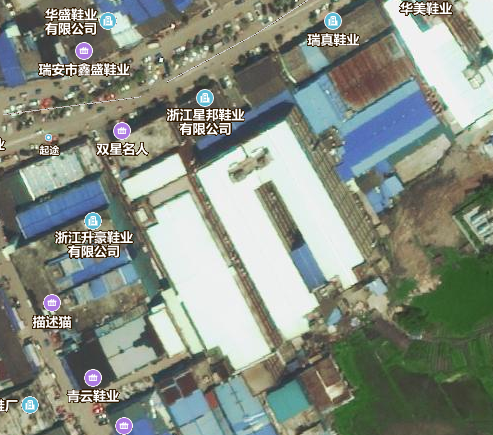 华盛鞋业
有限公司
华美鞋业
瑞真鞋业
瑞安市鑫盛鞋业
浙江星邦鞋业
有限公司
双星名人
起途
业
浙江升豪鞋业
有限公司
描述猫
青云鞋业
厂